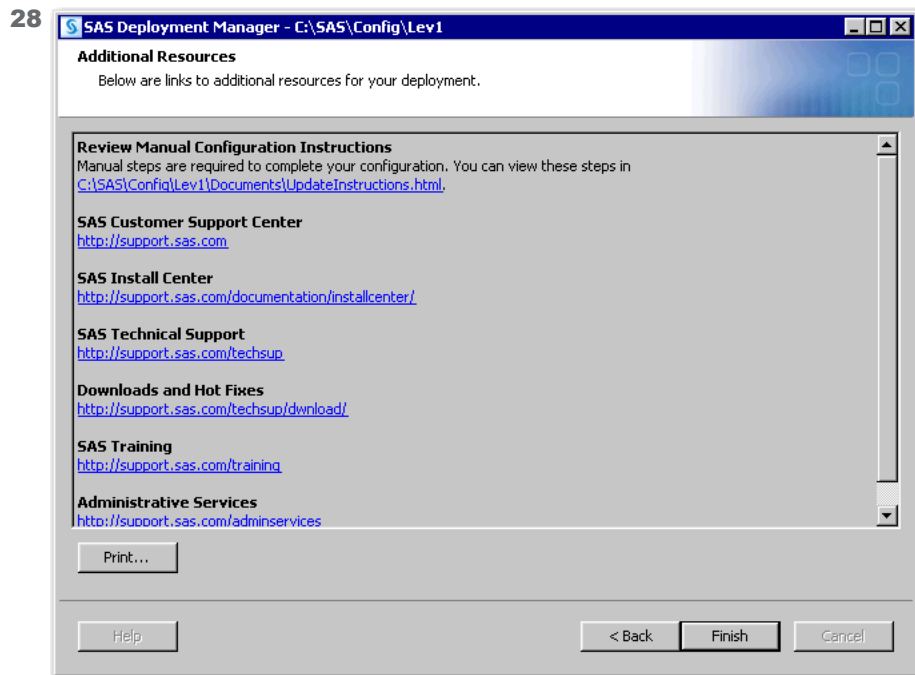 28
SAS Deployment Manager - C:\SAS\Config\Lev1
Additional Resources
Below are links to additional resources for your deployment.
Review Manual Configuration Instructions
Manual steps are required to complete your configuration. You can view these steps in
C:\SAS\Config\Lev1\Documents\UpdateInstructions.html.
SAS Customer Support Center
http://support.sas.com
SAS Install Center
http://support.sas.com/documentation/installcenter/
SAS Technical Support
http://support.sas.com/techsup
Downloads and Hot Fixes
http://support.sas.com/techsup/dwnload/
SAS Training
http://support.sas.com/training
Administrative Services
http://support.sas.com/adminservices
Print...
Help
< Back
Finish
Cancel